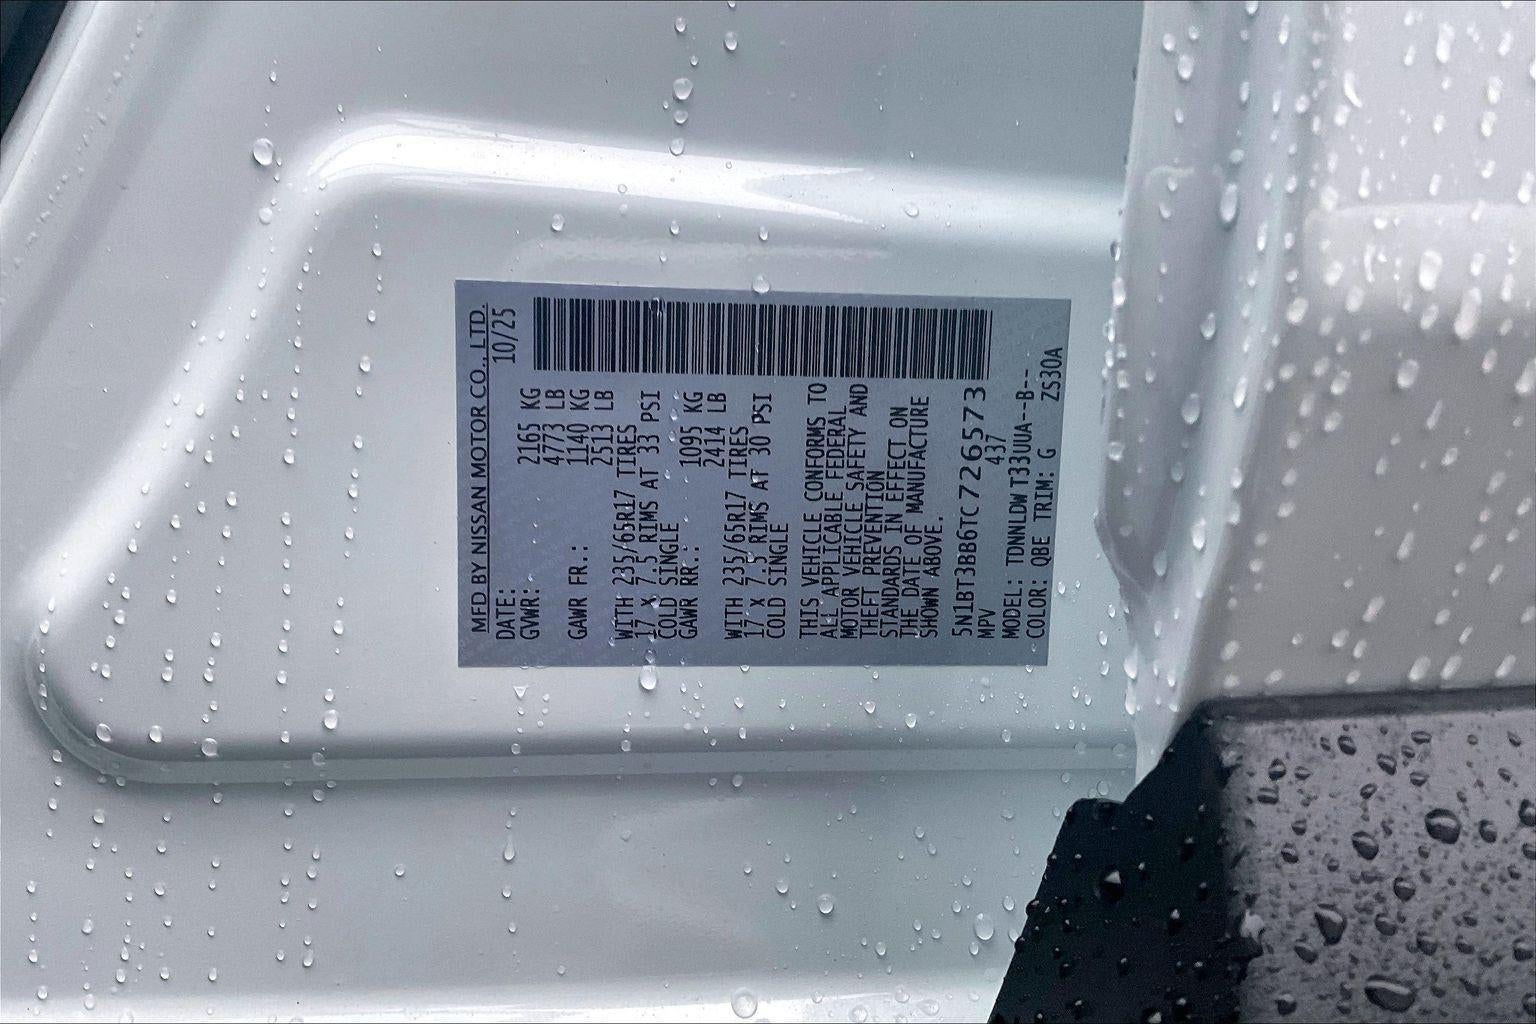 MFD BY NISSAN MOTOR CO., LTD.
DATE: 10/25
GVWR: 2165 KG
4773 LB
GAWR FR.: 1140 KG
2513 LB
WITH 235/65R17 TIRES
17 X 7.5 RIMS AT 33 PSI
COLD SINGLE
GAWR RR.: 1095 KG
2414 LB
WITH 235/65R17 TIRES
17 X 7.5 RIMS AT 30 PSI
COLD SINGLE
THIS VEHICLE CONFORMS TO
ALL APPLICABLE FEDERAL
MOTOR VEHICLE SAFETY AND
THEFT PREVENTION
STANDARDS IN EFFECT ON
THE DATE OF MANUFACTURE
SHOWN ABOVE.
5N1BT3BB6TC726573
MPV 437
MODEL: TDNNLDW T33UUA--B--
COLOR: QBE TRIM: G ZS30A